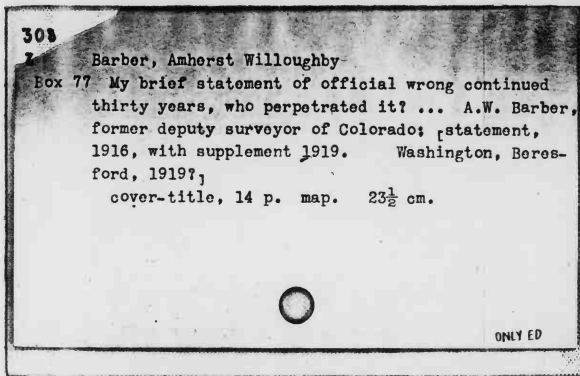 308
Z Barber, Amherst Willoughby
Box 77 My brief statement of official wrong continued
thirty years, who perpetrated it? ... A.W. Barber,
former deputy surveyor of Colorado; [statement,
1916, with supplement 1919. Washington, Beres-
ford, 1919?]
cover-title, 14 p. map. 23½ cm.
ONLY ED